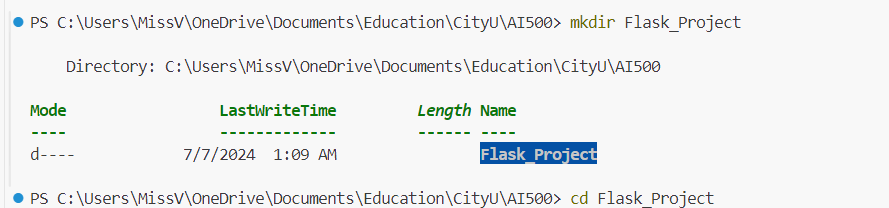 PS C:\Users\MissV\OneDrive\Documents\Education\CityU\AI500> mkdir Flask_Project
Directory: C:\Users\MissV\OneDrive\Documents\Education\CityU\AI500
Mode LastWriteTime Length Name
---- ------------- ------ ----
d---- 7/7/2024 1:09 AM Flask_Project
PS C:\Users\MissV\OneDrive\Documents\Education\CityU\AI500> cd Flask_Project